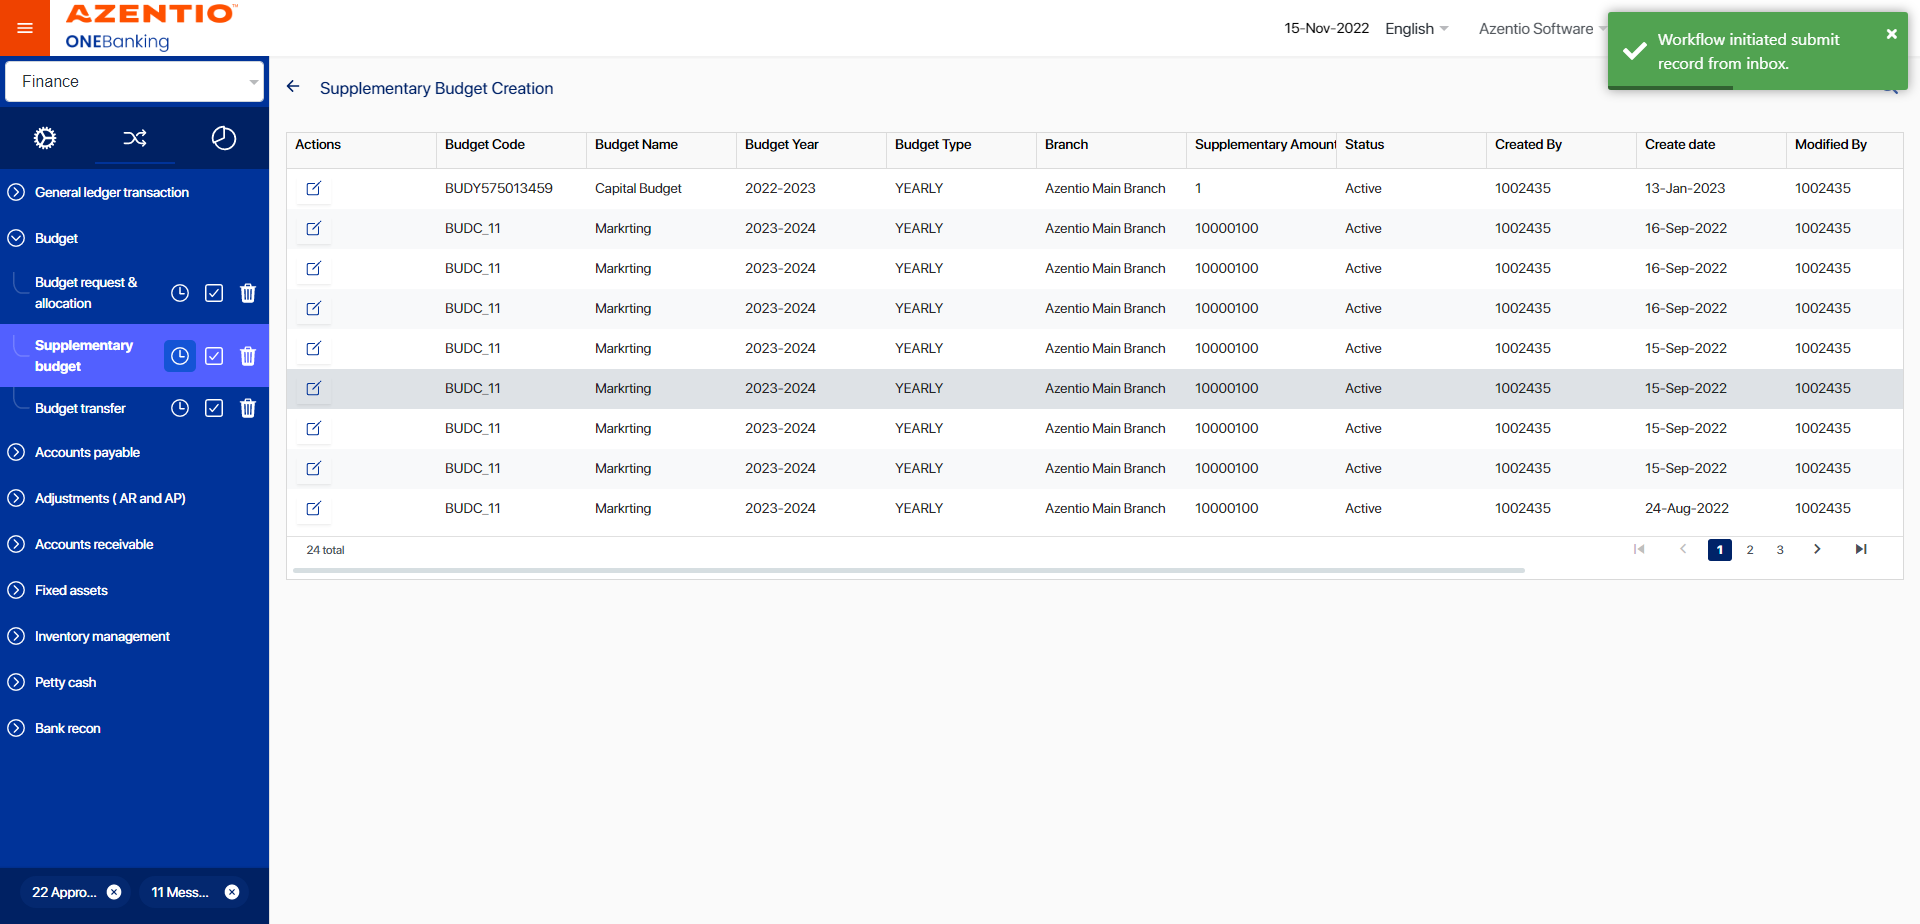 AZENTIO™
ONEBanking
15-Nov-2022 English Azentio Software
Workflow initiated submit
record from inbox.
Finance
General ledger transaction
Budget
Budget request &
allocation
Supplementary
budget
Budget transfer
Accounts payable
Adjustments ( AR and AP)
Accounts receivable
Fixed assets
Inventory management
Petty cash
Bank recon
22 Appro...
11 Mess...
Supplementary Budget Creation
Actions Budget Code Budget Name Budget Year Budget Type Branch Supplementary Amount Status Created By Create date Modified By
BUDY575013459 Capital Budget 2022-2023 YEARLY Azentio Main Branch 1 Active 1002435 13-Jan-2023 1002435
BUDC_11 Markrting 2023-2024 YEARLY Azentio Main Branch 10000100 Active 1002435 16-Sep-2022 1002435
BUDC_11 Markrting 2023-2024 YEARLY Azentio Main Branch 10000100 Active 1002435 16-Sep-2022 1002435
BUDC_11 Markrting 2023-2024 YEARLY Azentio Main Branch 10000100 Active 1002435 16-Sep-2022 1002435
BUDC_11 Markrting 2023-2024 YEARLY Azentio Main Branch 10000100 Active 1002435 15-Sep-2022 1002435
BUDC_11 Markrting 2023-2024 YEARLY Azentio Main Branch 10000100 Active 1002435 15-Sep-2022 1002435
BUDC_11 Markrting 2023-2024 YEARLY Azentio Main Branch 10000100 Active 1002435 15-Sep-2022 1002435
BUDC_11 Markrting 2023-2024 YEARLY Azentio Main Branch 10000100 Active 1002435 15-Sep-2022 1002435
BUDC_11 Markrting 2023-2024 YEARLY Azentio Main Branch 10000100 Active 1002435 24-Aug-2022 1002435
24 total
1 2 3